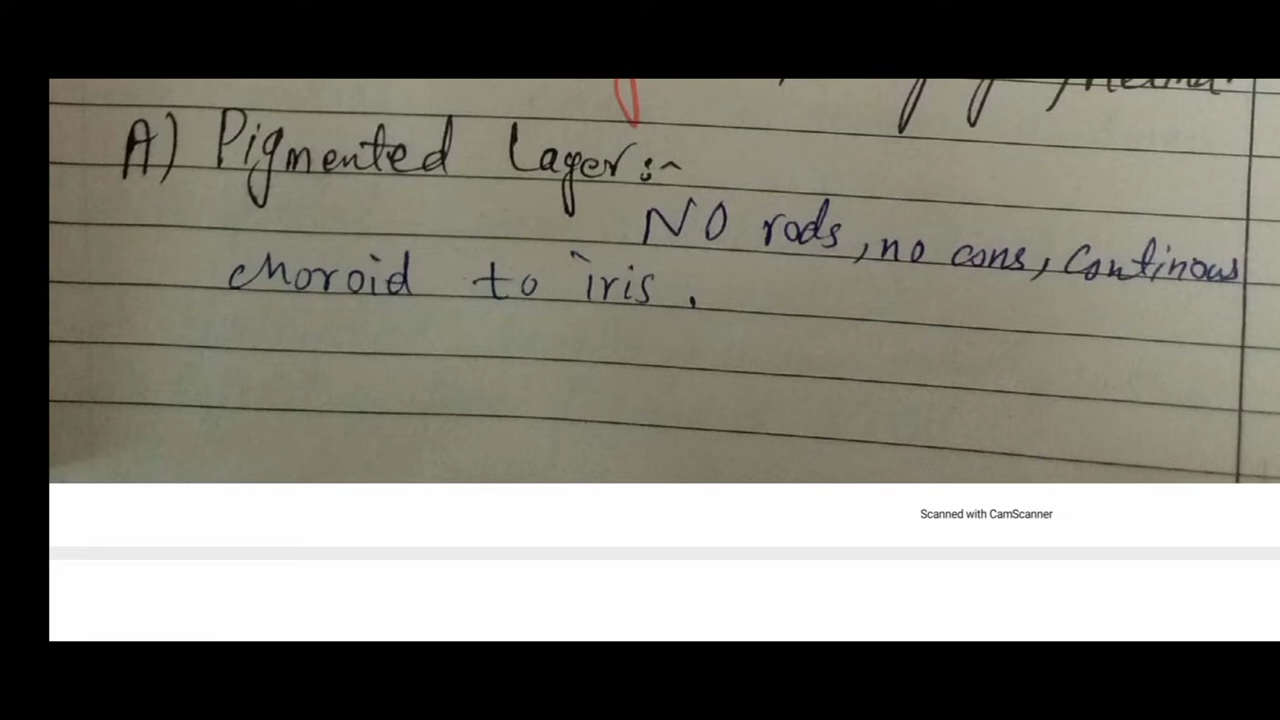 A) Pigmented Layer:-
NO rods, no cons, Continous
choroid to iris.
Scanned with CamScanner